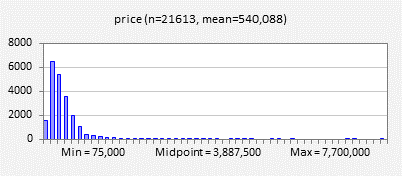 price (n=21613, mean=540,088)
8000
6000
4000
2000
0
Min = 75,000 Midpoint = 3,887,500 Max = 7,700,000